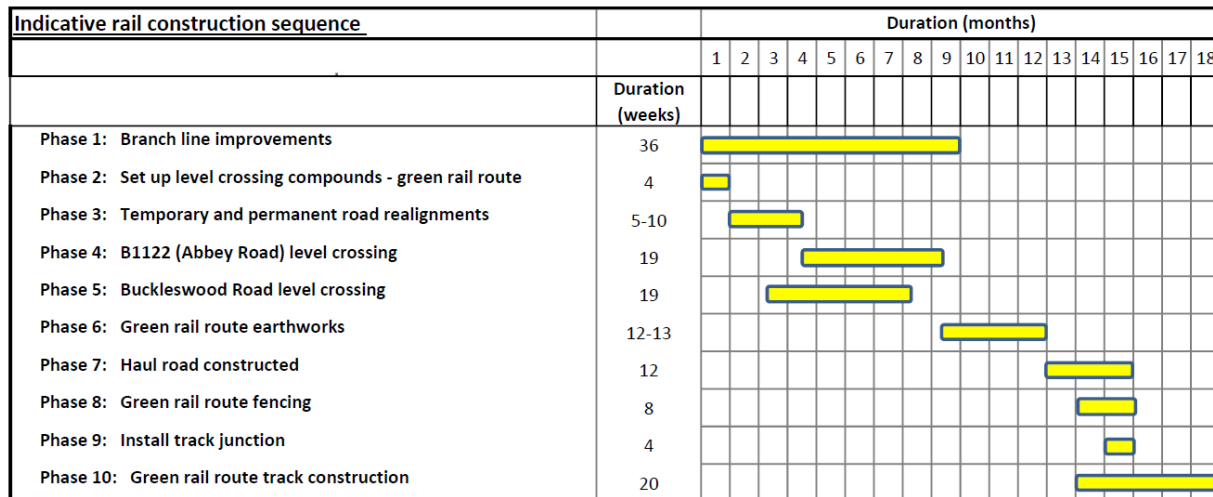 Indicative rail construction sequence Duration (months)
1 2 3 4 5 6 7 8 9 10 11 12 13 14 15 16 17 18
Duration
(weeks)
Phase 1: Branch line improvements 36
Phase 2: Set up level crossing compounds - green rail route 4
Phase 3: Temporary and permanent road realignments 5-10
Phase 4: B1122 (Abbey Road) level crossing 19
Phase 5: Buckleswood Road level crossing 19
Phase 6: Green rail route earthworks 12-13
Phase 7: Haul road constructed 12
Phase 8: Green rail route fencing 8
Phase 9: Install track junction 4
Phase 10: Green rail route track construction 20